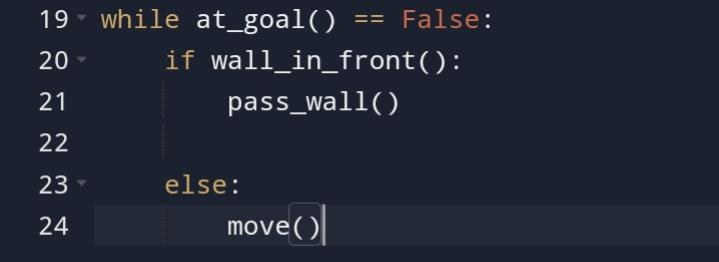 19 while at_goal() == False:
20     if wall_in_front():
21         pass_wall()
22
23     else:
24         move()